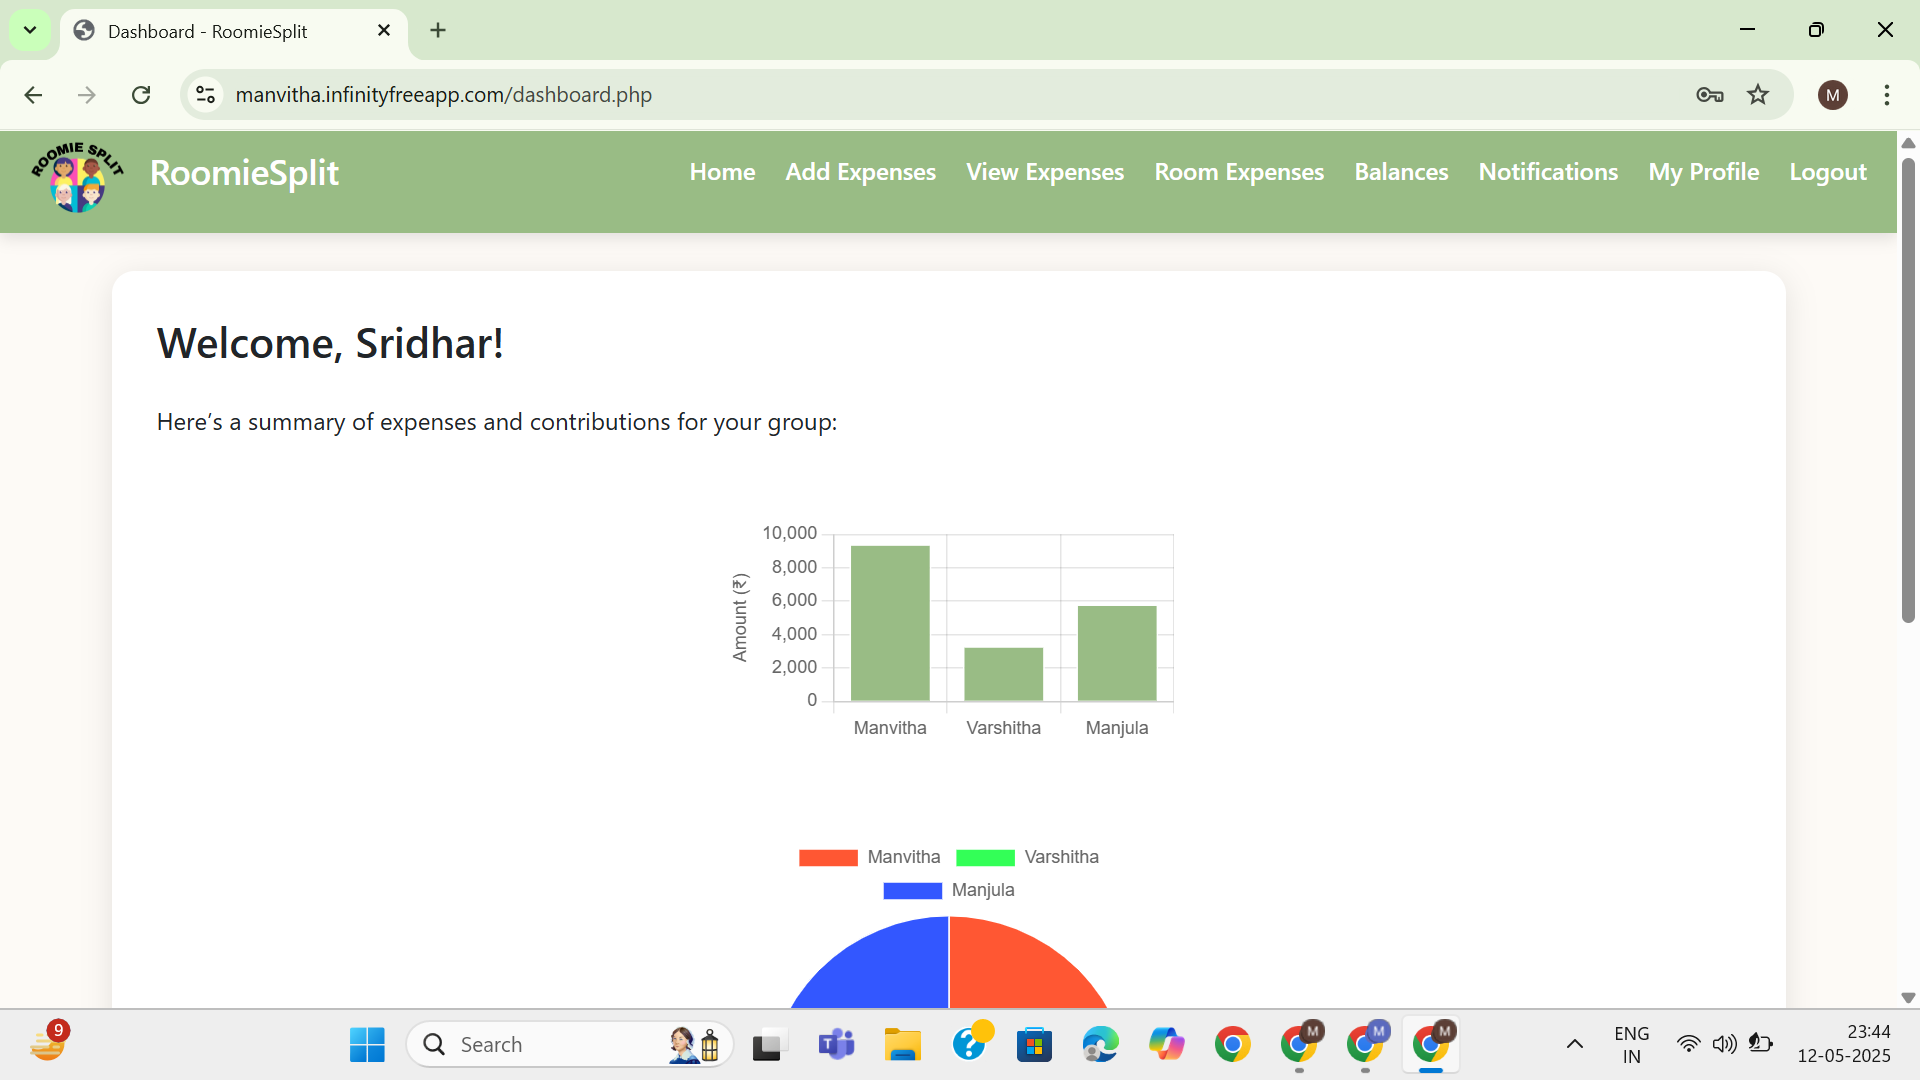 Dashboard - RoomieSplit
manvitha.infinityfreeapp.com/dashboard.php
M
ROOMIE SPLIT
RoomieSplit
Home Add Expenses View Expenses Room Expenses Balances Notifications My Profile Logout
Welcome, Sridhar!
Here’s a summary of expenses and contributions for your group:
Amount (₹)
10,000
8,000
6,000
4,000
2,000
0
Manvitha Varshitha Manjula
Manvitha Varshitha
Manjula
9
Search
T
M
M
M
ENG
IN
23:44
12-05-2025